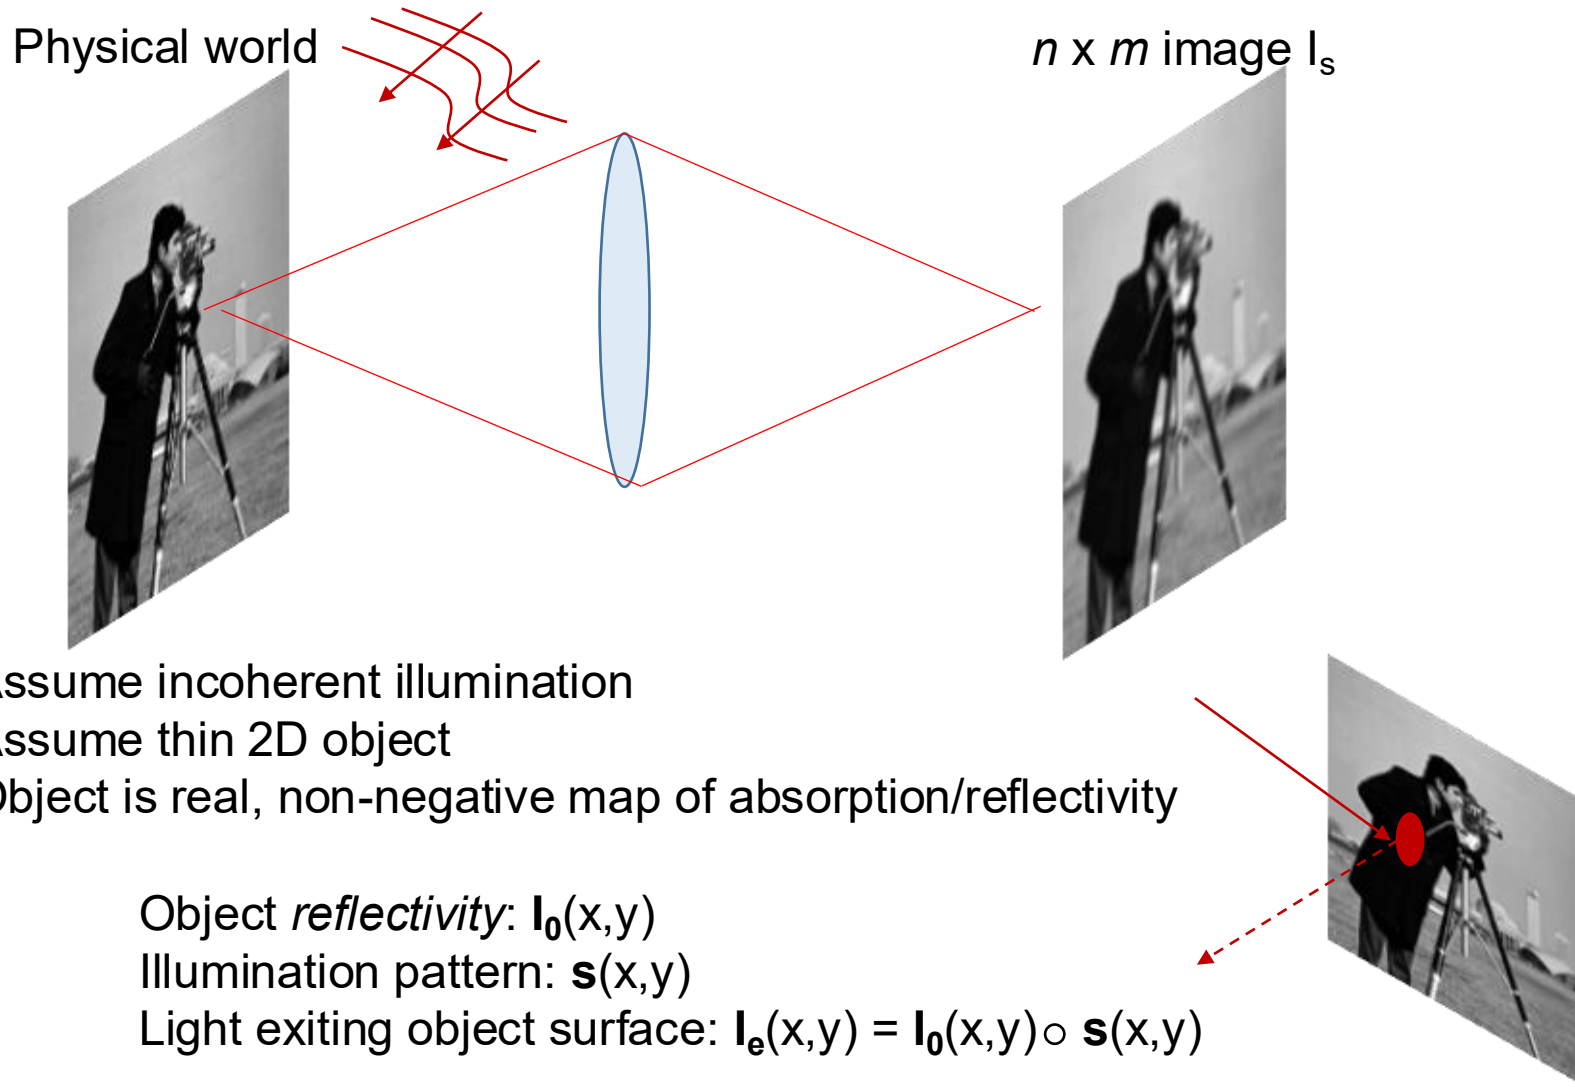 Physical world
n x m image Is
ssume incoherent illumination
ssume thin 2D object
Object is real, non-negative map of absorption/reflectivity
Object reflectivity: I0(x,y)
Illumination pattern: s(x,y)
Light exiting object surface: Ie(x,y) = I0(x,y)○ s(x,y)